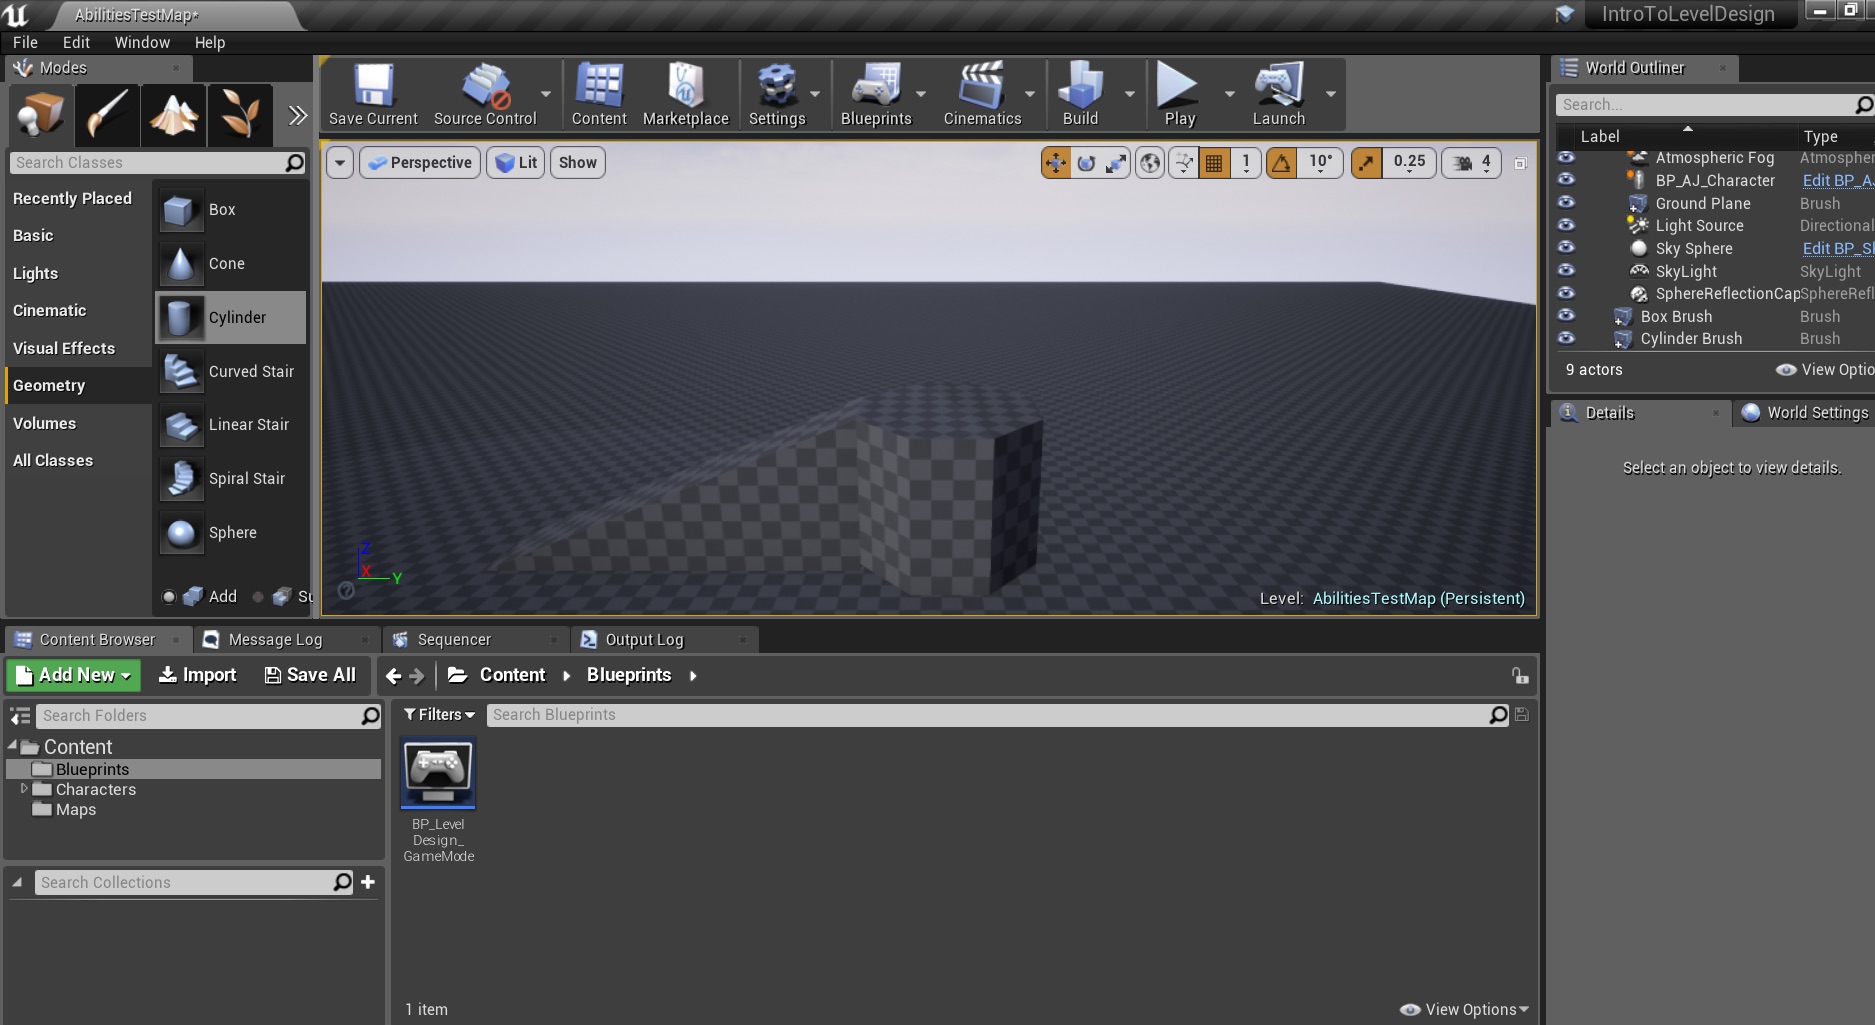 AbilitiesTestMap*
IntroToLevelDesign
File Edit Window Help
Modes
Save Current Source Control Content Marketplace Settings Blueprints Cinematics Build Play Launch
Search Classes
Recently Placed
Basic
Lights
Cinematic
Visual Effects
Geometry
Volumes
All Classes
Box
Cone
Cylinder
Curved Stair
Linear Stair
Spiral Stair
Sphere
Add
Perspective Lit Show
1 10° 0.25 4
Z
X
Y
Level: AbilitiesTestMap (Persistent)
World Outliner
Search...
Label Type
Atmospheric Fog Atmospher
BP_AJ_Character Edit BP_A
Ground Plane Brush
Light Source Directional
Sky Sphere Edit BP_S
SkyLight SkyLight
SphereReflectionCap SphereRefl
Box Brush Brush
Cylinder Brush Brush
9 actors View Optio
Details World Settings
Select an object to view details.
Content Browser Message Log Sequencer Output Log
Add New Import Save All Content Blueprints
Search Folders
Content
Blueprints
Characters
Maps
Search Collections
Filters Search Blueprints
BP_Level
Design_
GameMode
1 item View Options